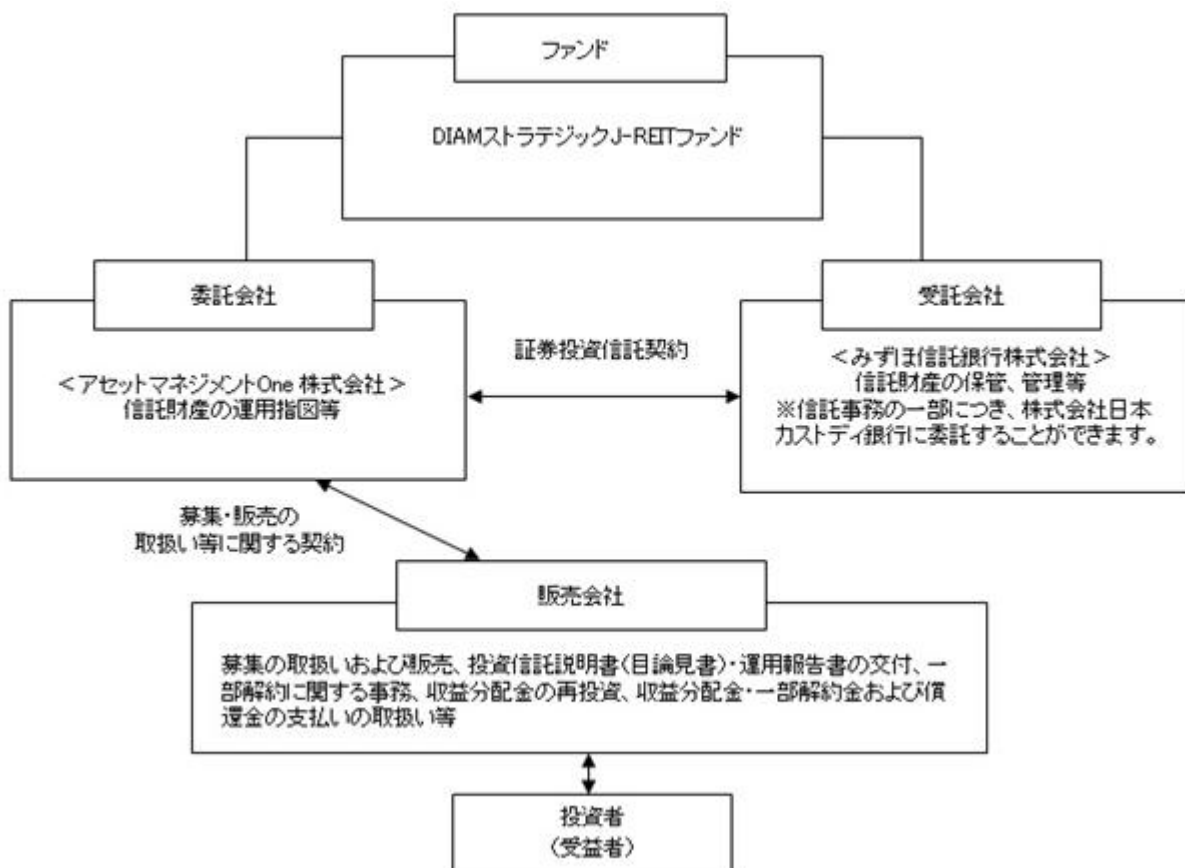 ファンド
DIAMストラテジックJ-REITファンド
委託会社
<アセットマネジメントOne 株式会社>
信託財産の運用指図等
証券投資信託契約
受託会社
<みずほ信託銀行株式会社>
信託財産の保管、管理等
※信託事務の一部につき、株式会社日本
カストディ銀行に委託することができます。
募集・販売の
取扱い等に関する契約
販売会社
募集の取扱いおよび販売、投資信託説明書(目論見書)・運用報告書の交付、一
部解約に関する事務、収益分配金の再投資、収益分配金・一部解約金および償
還金の支払いの取扱い等
投資者
(受益者)